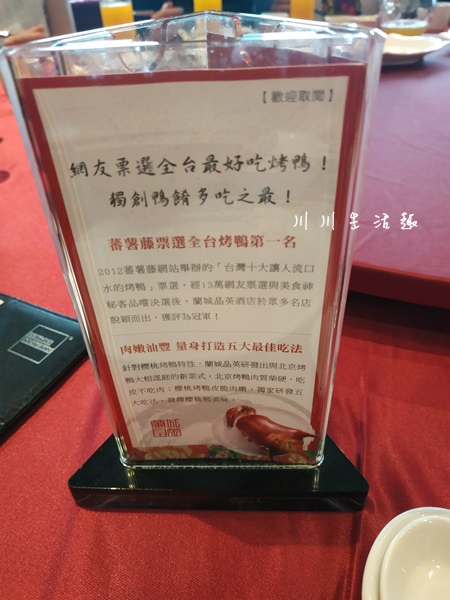 【歡迎取閱】
網友票選全台最好吃烤鴨！
獨創鴨餚多吃之最！
川川生活趣
蕃薯藤票選全台烤鴨第一名
2012蕃薯藤網站舉辦的「台灣十大讓人流口
水的烤鴨」票選，經13萬網友票選與美食神
秘客品嚐決選後，蘭城晶英酒店於眾多名店
脫穎而出，獲評為冠軍！
肉嫩油豐 量身打造五大最佳吃法
針對櫻桃烤鴨特性，蘭城晶英研發出與北京烤
鴨大相逕庭的新菜式。北京烤鴨肉質柴硬，吃
皮不吃肉；櫻桃烤鴨皮脆肉嫩，獨家研發五
大吃法，發揮櫻桃鴨美味。
蘭城
晶英